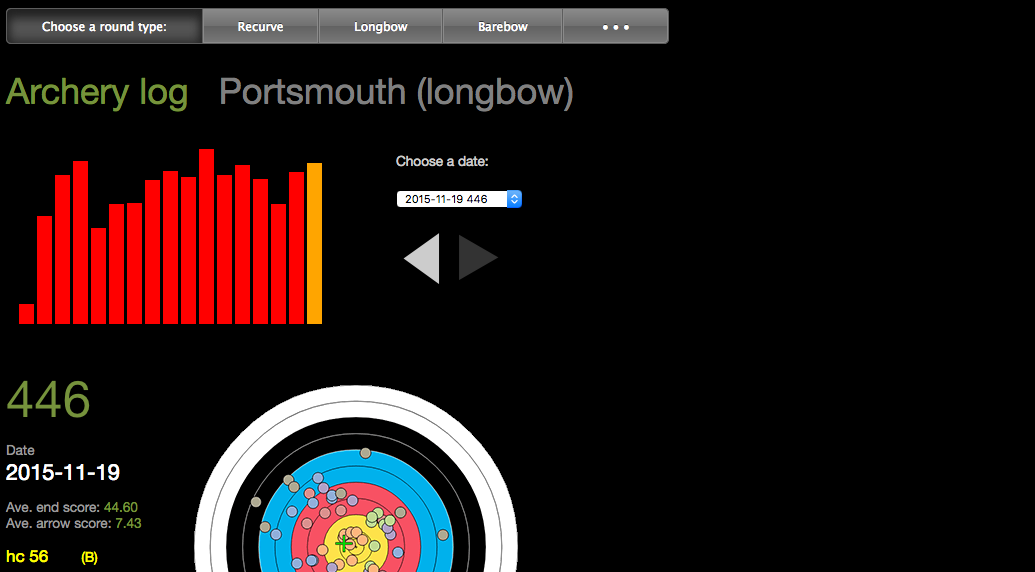 Choose a round type: Recurve Longbow Barebow •••
Archery log Portsmouth (longbow)
Choose a date:
2015-11-19 446
446
Date
2015-11-19
Ave. end score: 44.60
Ave. arrow score: 7.43
hc 56 (B)